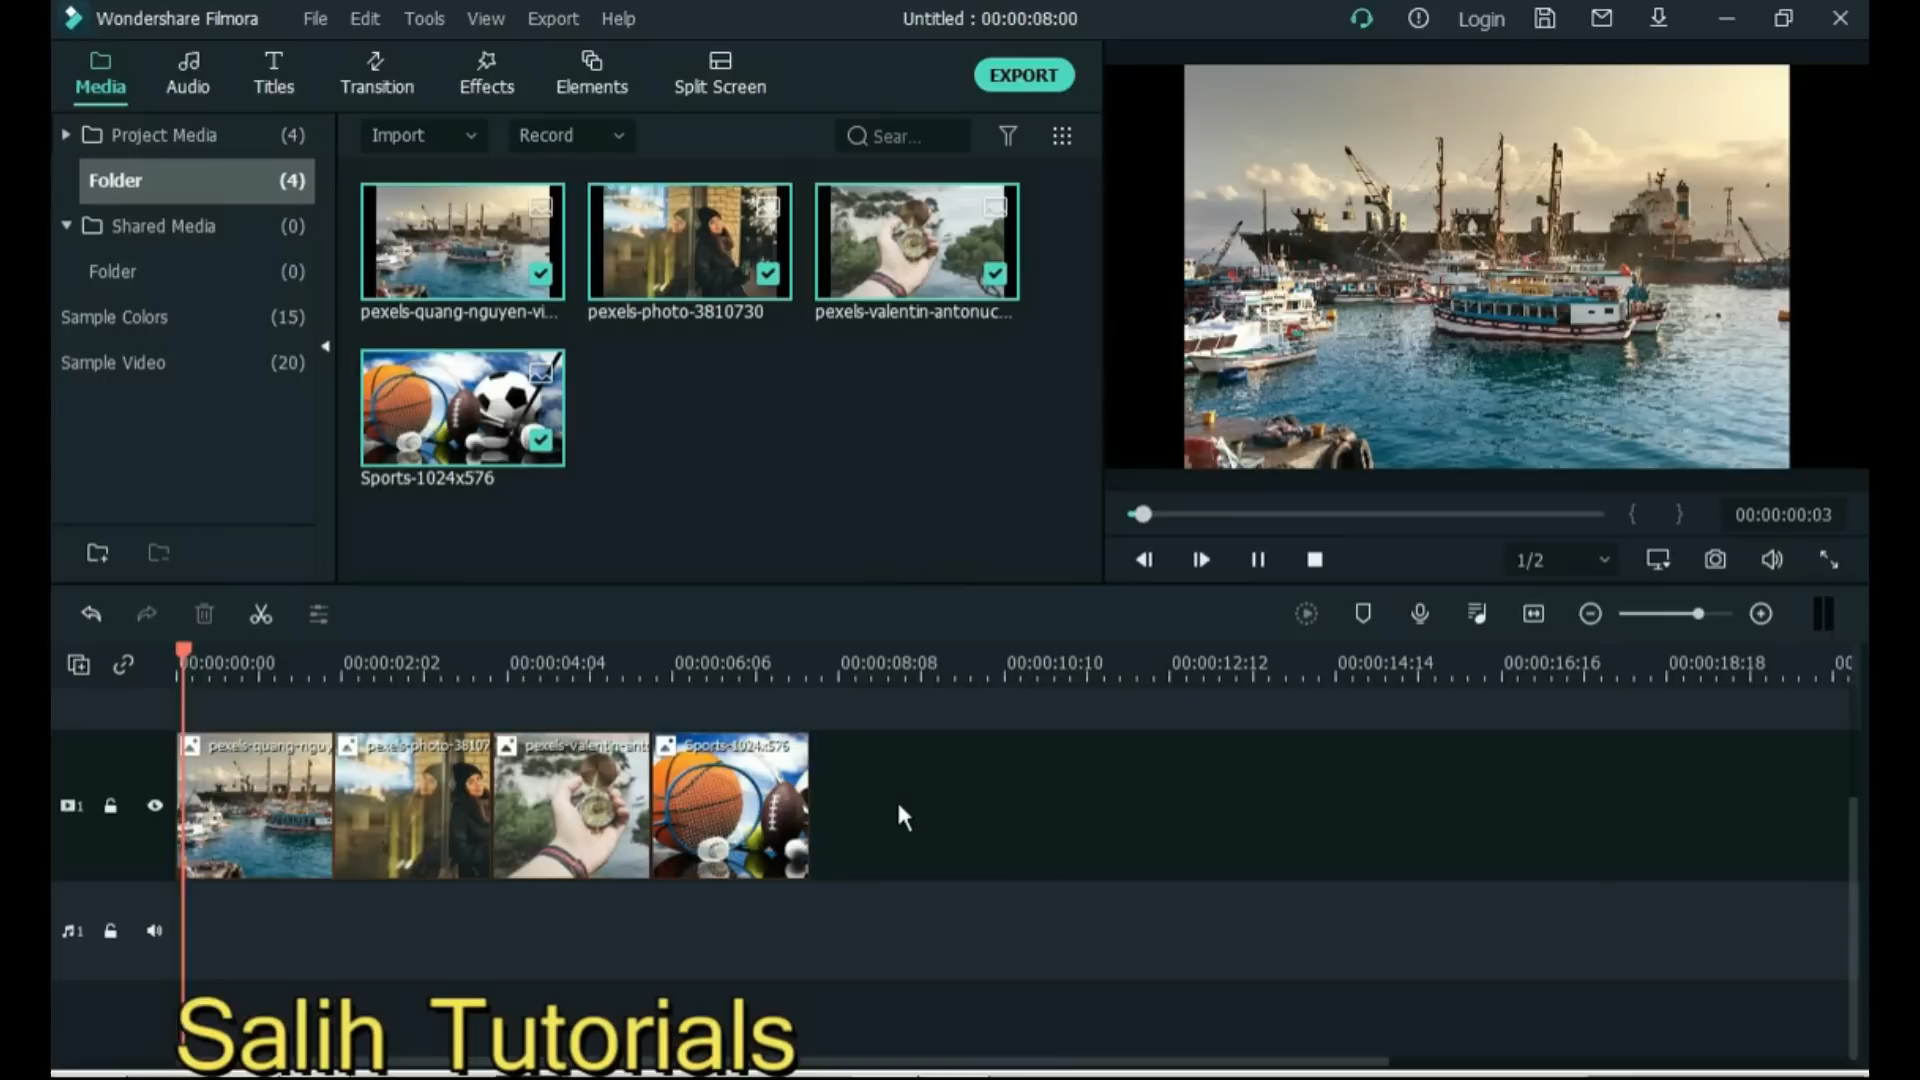 Wondershare Filmora File Edit Tools View Export Help Untitled : 00:00:08:00 Login
Media Audio Titles Transition Effects Elements Split Screen EXPORT
Project Media (4)
Folder (4)
Shared Media (0)
Folder (0)
Sample Colors (15)
Sample Video (20)
Import Record Sear...
pexels-quang-nguyen-vi... pexels-photo-3810730 pexels-valentin-antonuc...
Sports-1024x576
{ } 00:00:00:03
1/2
00:00:00:00 00:00:02:02 00:00:04:04 00:00:06:06 00:00:08:08 00:00:10:10 00:00:12:12 00:00:14:14 00:00:16:16 00:00:18:18 00
pexels-quang-nguy pexels-photo-38107 pexels-valentin-ant Sports-1024x576
1
1
Salih Tutorials